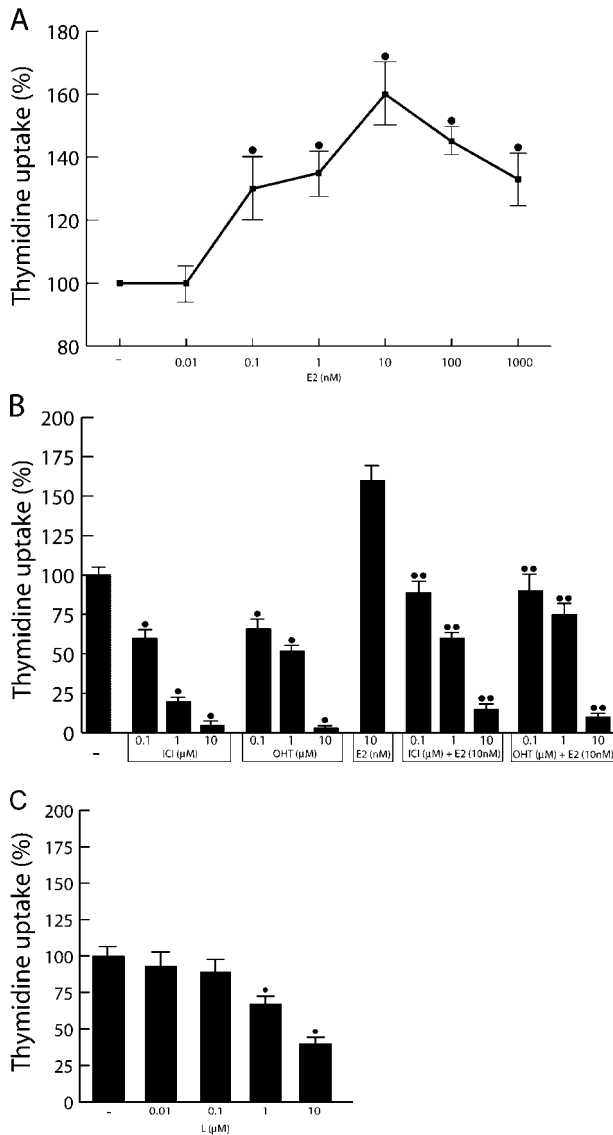 A
180
160
140
120
100
80
Thymidine uptake (%)
– 0.01 0.1 1 10 100 1000
E2 (nM)
B
200
175
150
125
100
75
50
25
0
Thymidine uptake (%)
– 0.1 1 10 0.1 1 10 10 0.1 1 10 0.1 1 10
ICI (μM) OHT (μM) E2 (nM) ICI (μM) + E2 (10nM) OHT (μM) + E2 (10nM)
C
200
175
150
125
100
75
50
25
0
Thymidine uptake (%)
- 0.01 0.1 1 10
L (μM)